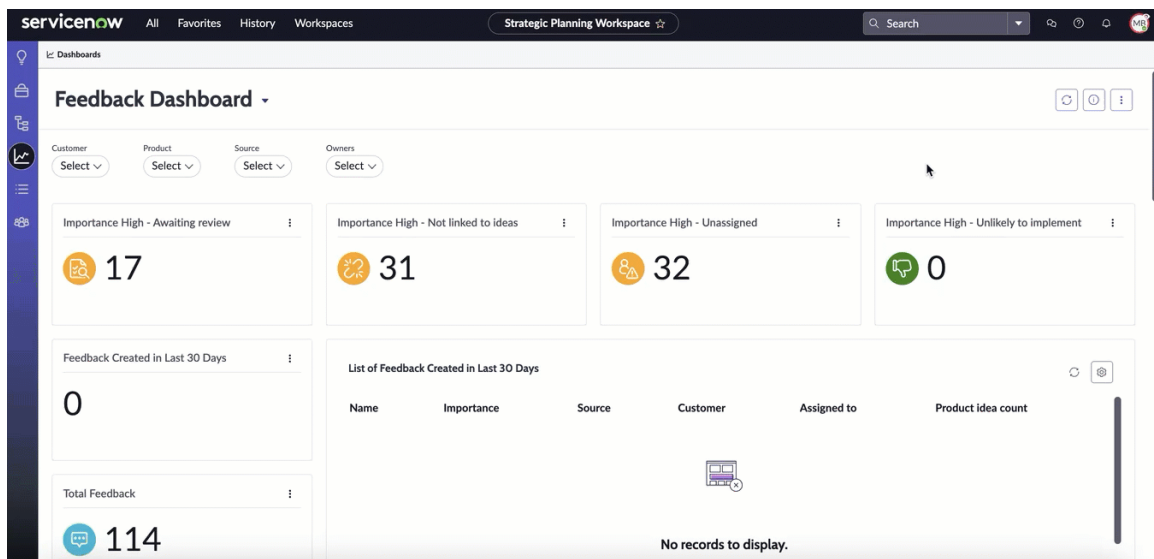 servicenow All Favorites History Workspaces Strategic Planning Workspace Search MB
Dashboards
Feedback Dashboard
Customer Product Source Owners
Select Select Select Select
Importance High - Awaiting review Importance High - Not linked to ideas Importance High - Unassigned Importance High - Unlikely to implement
17 31 32 0
Feedback Created in Last 30 Days
0
List of Feedback Created in Last 30 Days
Name Importance Source Customer Assigned to Product idea count
No records to display.
Total Feedback
114